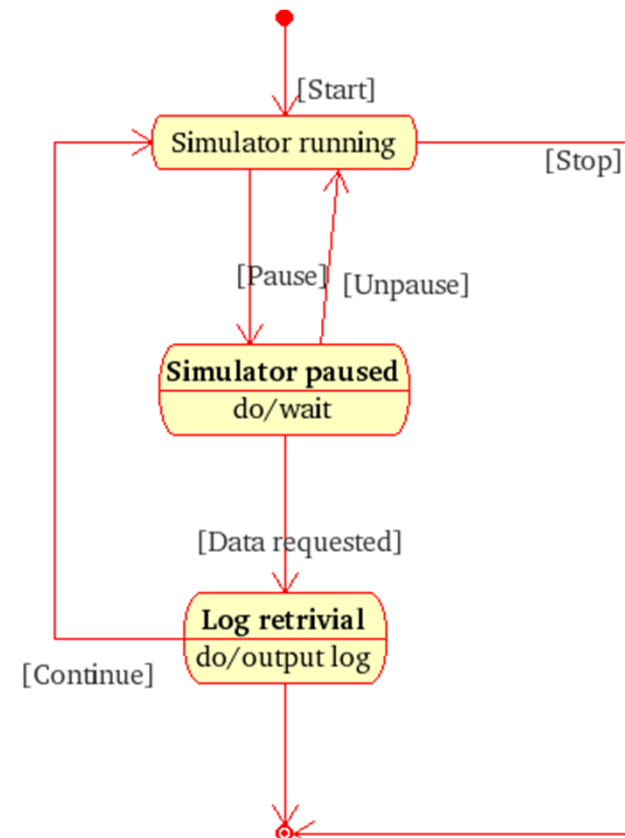 [Start]
Simulator running
[Stop]
[Pause]
[Unpause]
Simulator paused
do/wait
[Data requested]
Log retrivial
do/output log
[Continue]